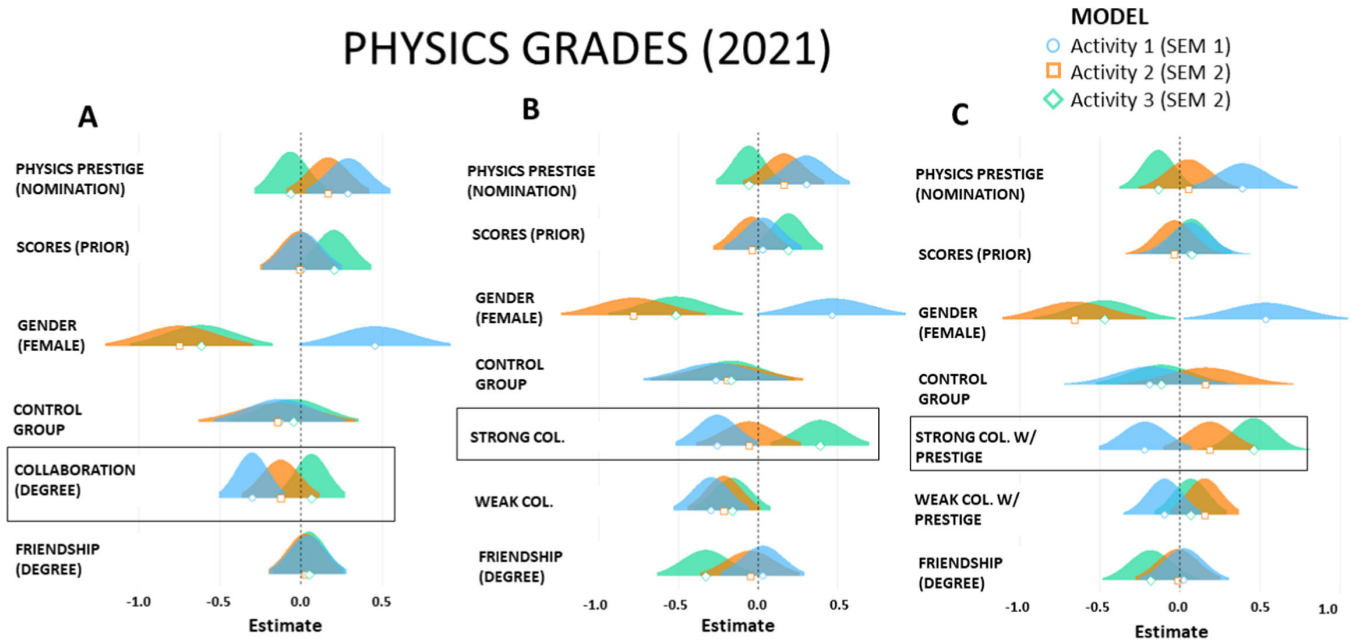 PHYSICS GRADES (2021)
MODEL
Activity 1 (SEM 1)
Activity 2 (SEM 2)
Activity 3 (SEM 2)
A
PHYSICS PRESTIGE
(NOMINATION)
SCORES (PRIOR)
GENDER
(FEMALE)
CONTROL
GROUP
COLLABORATION
(DEGREE)
FRIENDSHIP
(DEGREE)
-1.0 -0.5 0.0 0.5
Estimate
B
PHYSICS PRESTIGE
(NOMINATION)
SCORES (PRIOR)
GENDER
(FEMALE)
CONTROL
GROUP
STRONG COL.
WEAK COL.
FRIENDSHIP
(DEGREE)
-1.0 -0.5 0.0 0.5
Estimate
C
PHYSICS PRESTIGE
(NOMINATION)
SCORES (PRIOR)
GENDER
(FEMALE)
CONTROL
GROUP
STRONG COL. W/
PRESTIGE
WEAK COL. W/
PRESTIGE
FRIENDSHIP
(DEGREE)
-1.0 -0.5 0.0 0.5 1.0
Estimate